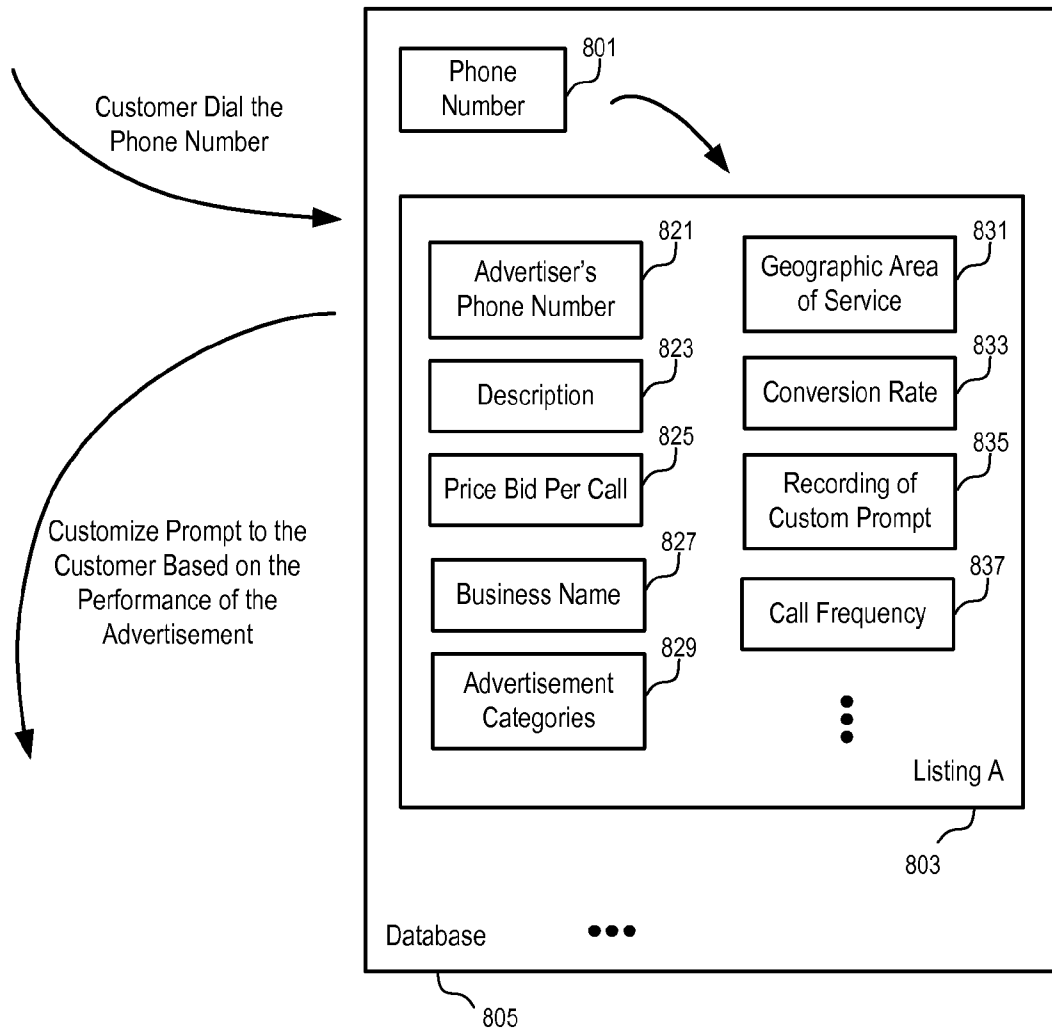 Phone
Number
801
Customer Dial the
Phone Number
821
Advertiser's
Phone Number
823
Description
825
Price Bid Per Call
827
Business Name
829
Advertisement
Categories
831
Geographic Area
of Service
833
Conversion Rate
835
Recording of
Custom Prompt
837
Call Frequency
Listing A
803
Customize Prompt to the
Customer Based on the
Performance of the
Advertisement
Database
805